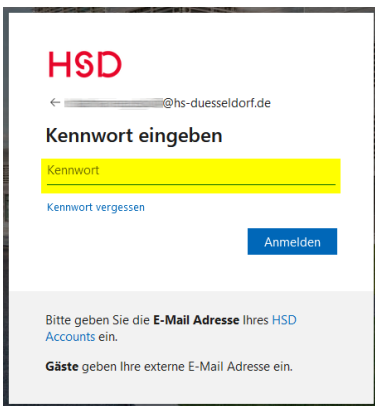 HSD
@hs-duesseldorf.de
Kennwort eingeben
Kennwort
Kennwort vergessen
Anmelden
Bitte geben Sie die E-Mail Adresse Ihres HSD
Accounts ein.
Gäste geben Ihre externe E-Mail Adresse ein.